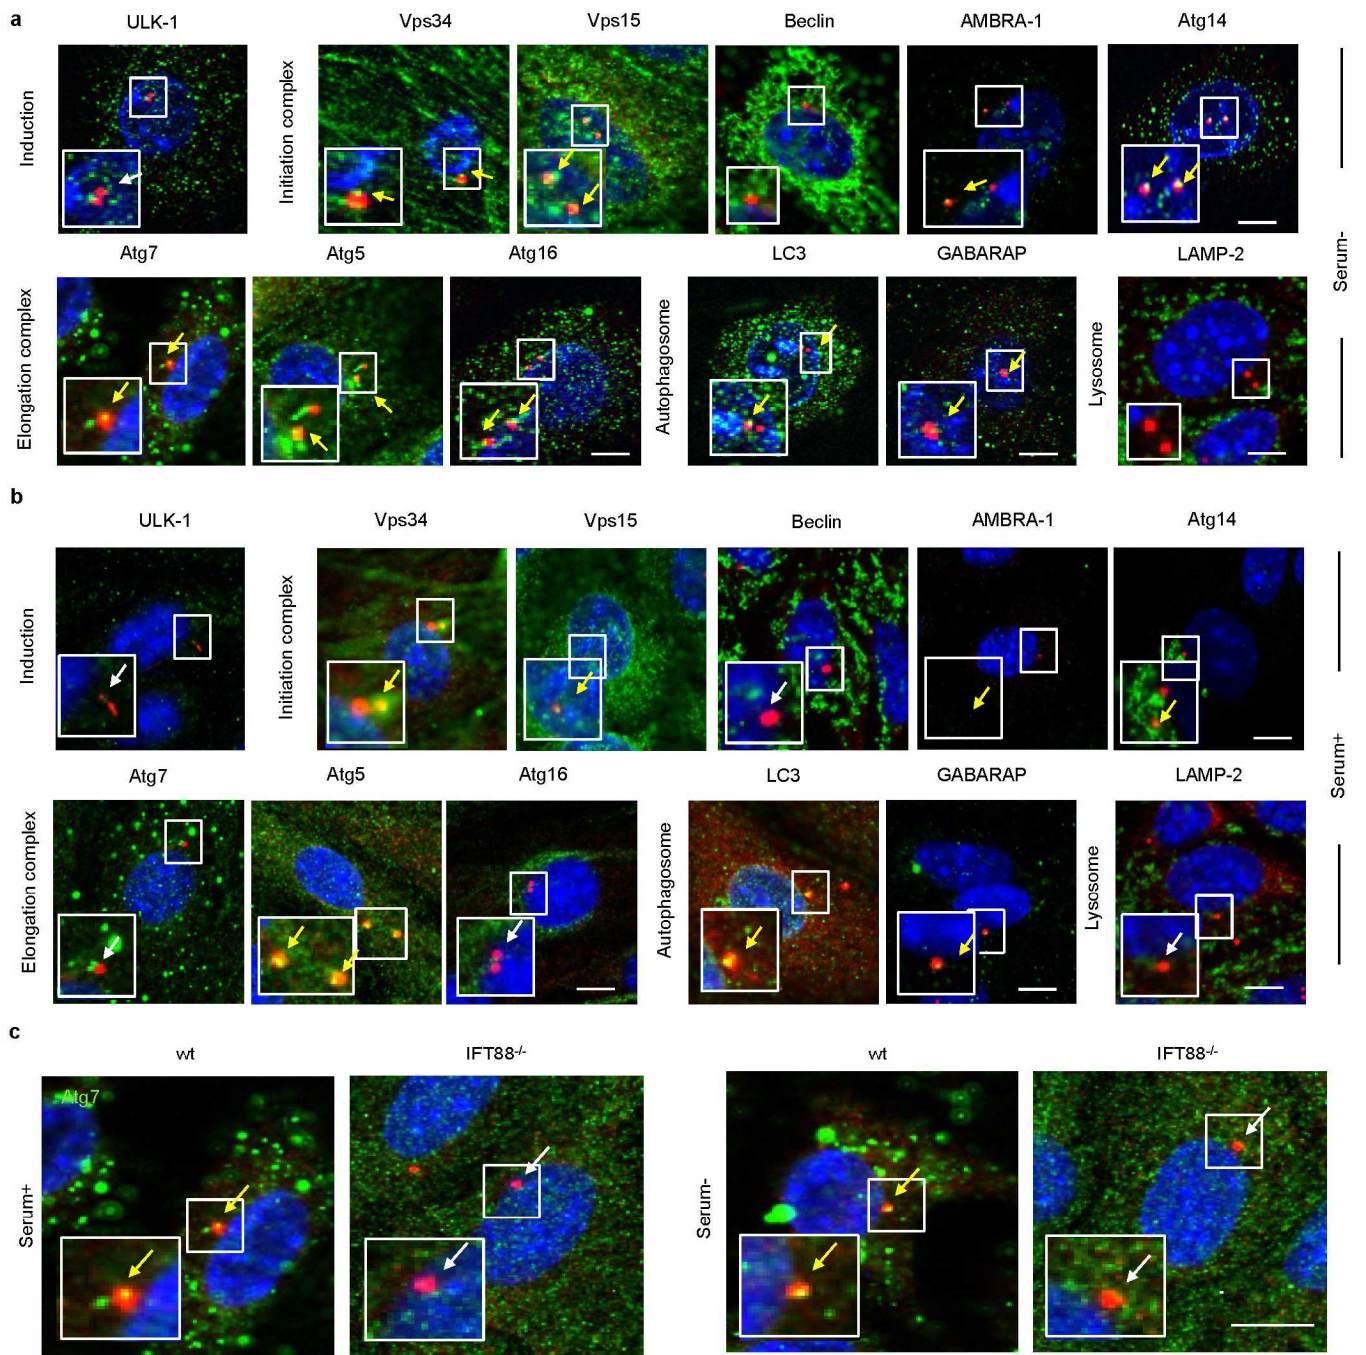 a
ULK-1
Vps34
Vps15
Beclin
AMBRA-1
Atg14
Induction
Initiation complex
Serum-
Atg7
Atg5
Atg16
LC3
GABARAP
LAMP-2
Elongation complex
Autophagosome
Lysosome
b
ULK-1
Vps34
Vps15
Beclin
AMBRA-1
Atg14
Induction
Initiation complex
Serum+
Atg7
Atg5
Atg16
LC3
GABARAP
LAMP-2
Elongation complex
Autophagosome
Lysosome
c
wt
IFT88-/-
wt
IFT88-/-
Atg7
Serum+
Serum-